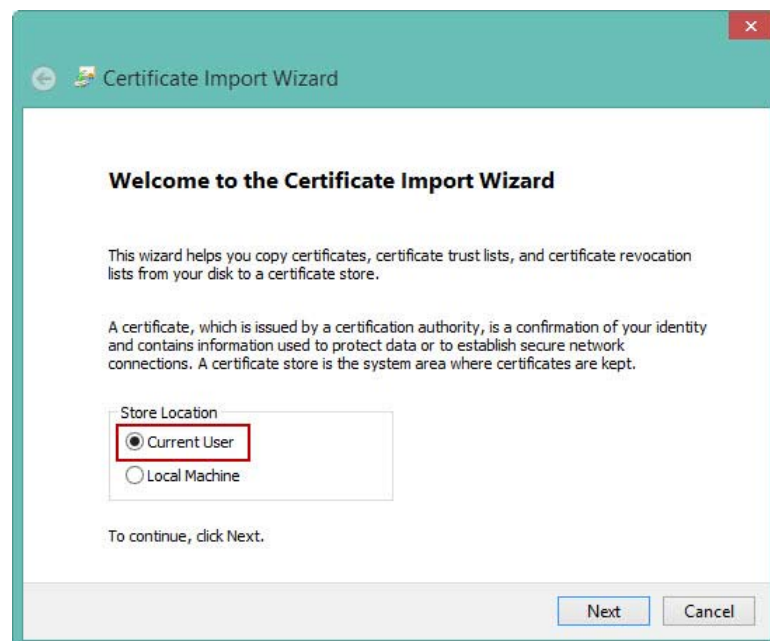 Certificate Import Wizard
Welcome to the Certificate Import Wizard
This wizard helps you copy certificates, certificate trust lists, and certificate revocation
lists from your disk to a certificate store.
A certificate, which is issued by a certification authority, is a confirmation of your identity
and contains information used to protect data or to establish secure network
connections. A certificate store is the system area where certificates are kept.
Store Location
Current User
Local Machine
To continue, click Next.
Next Cancel